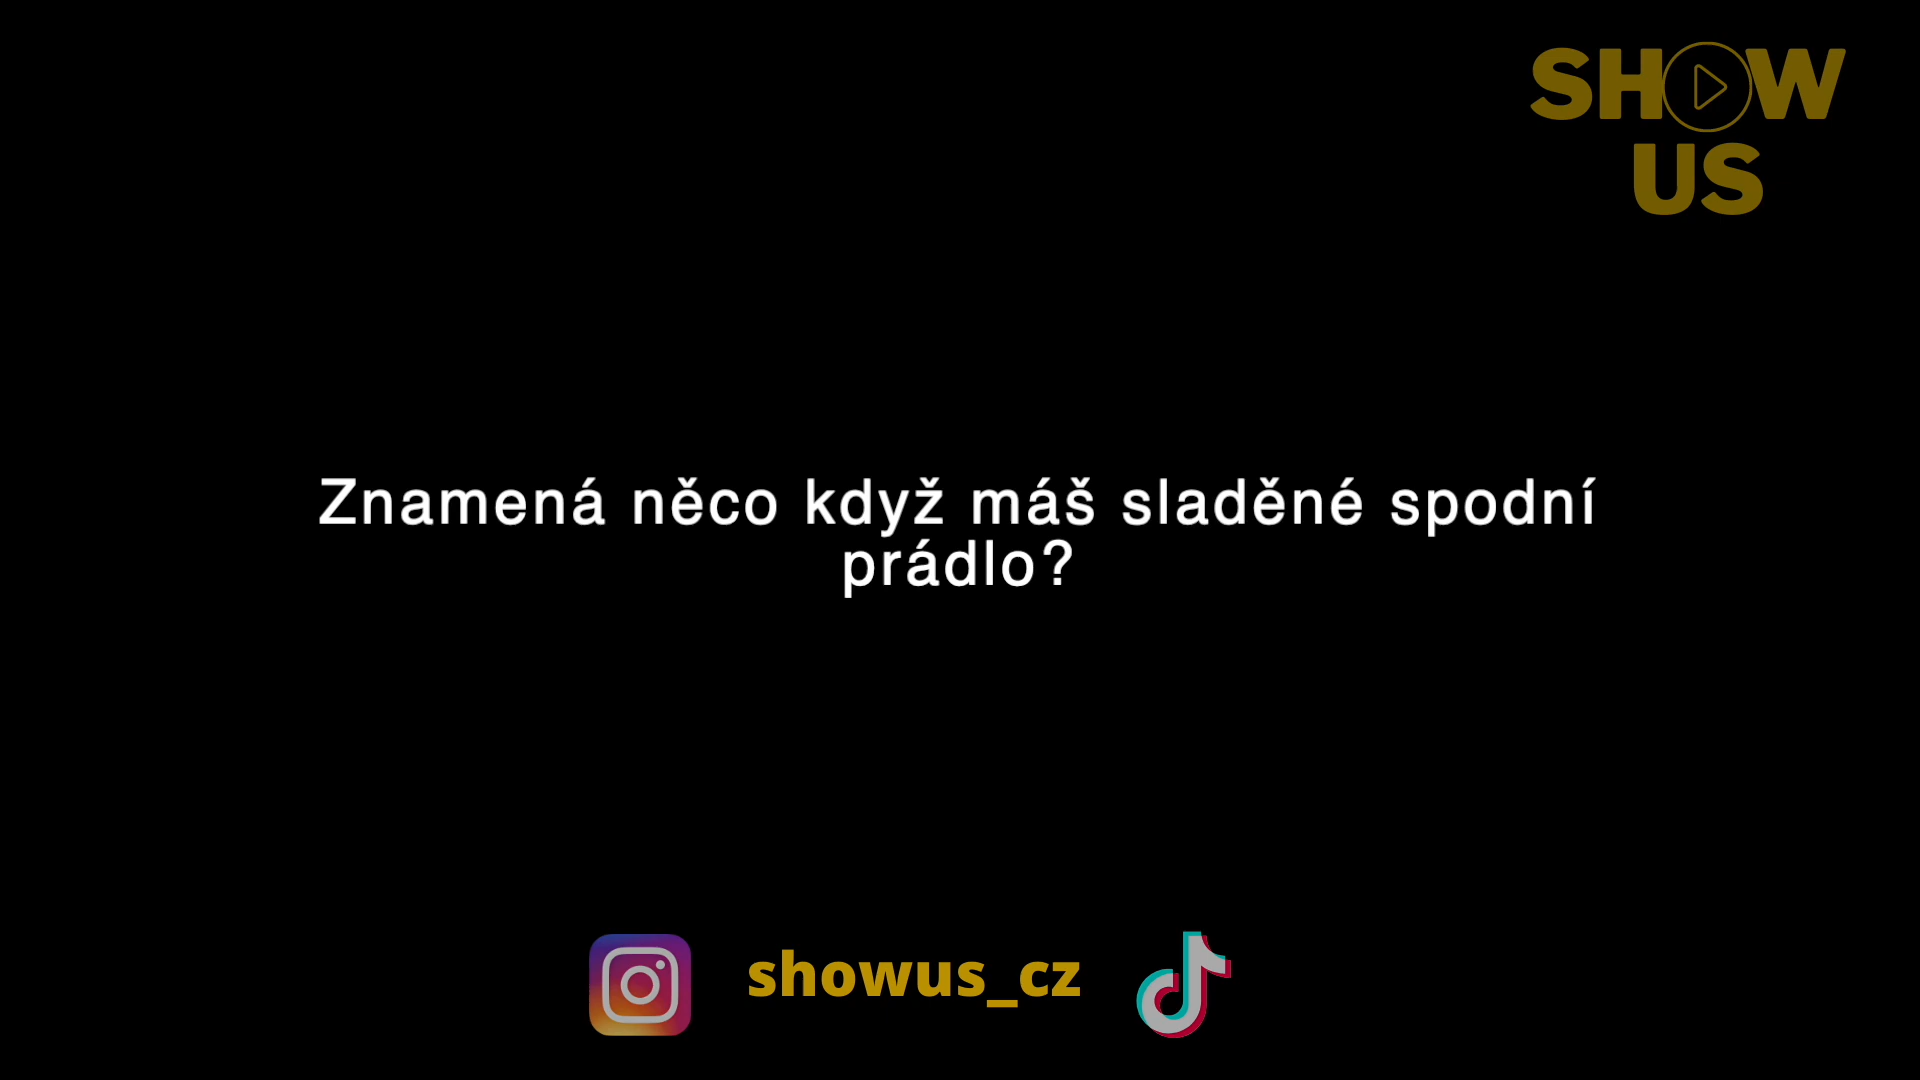 SHOW
US
Znamená něco když máš sladěné spodní
prádlo?
showus_cz